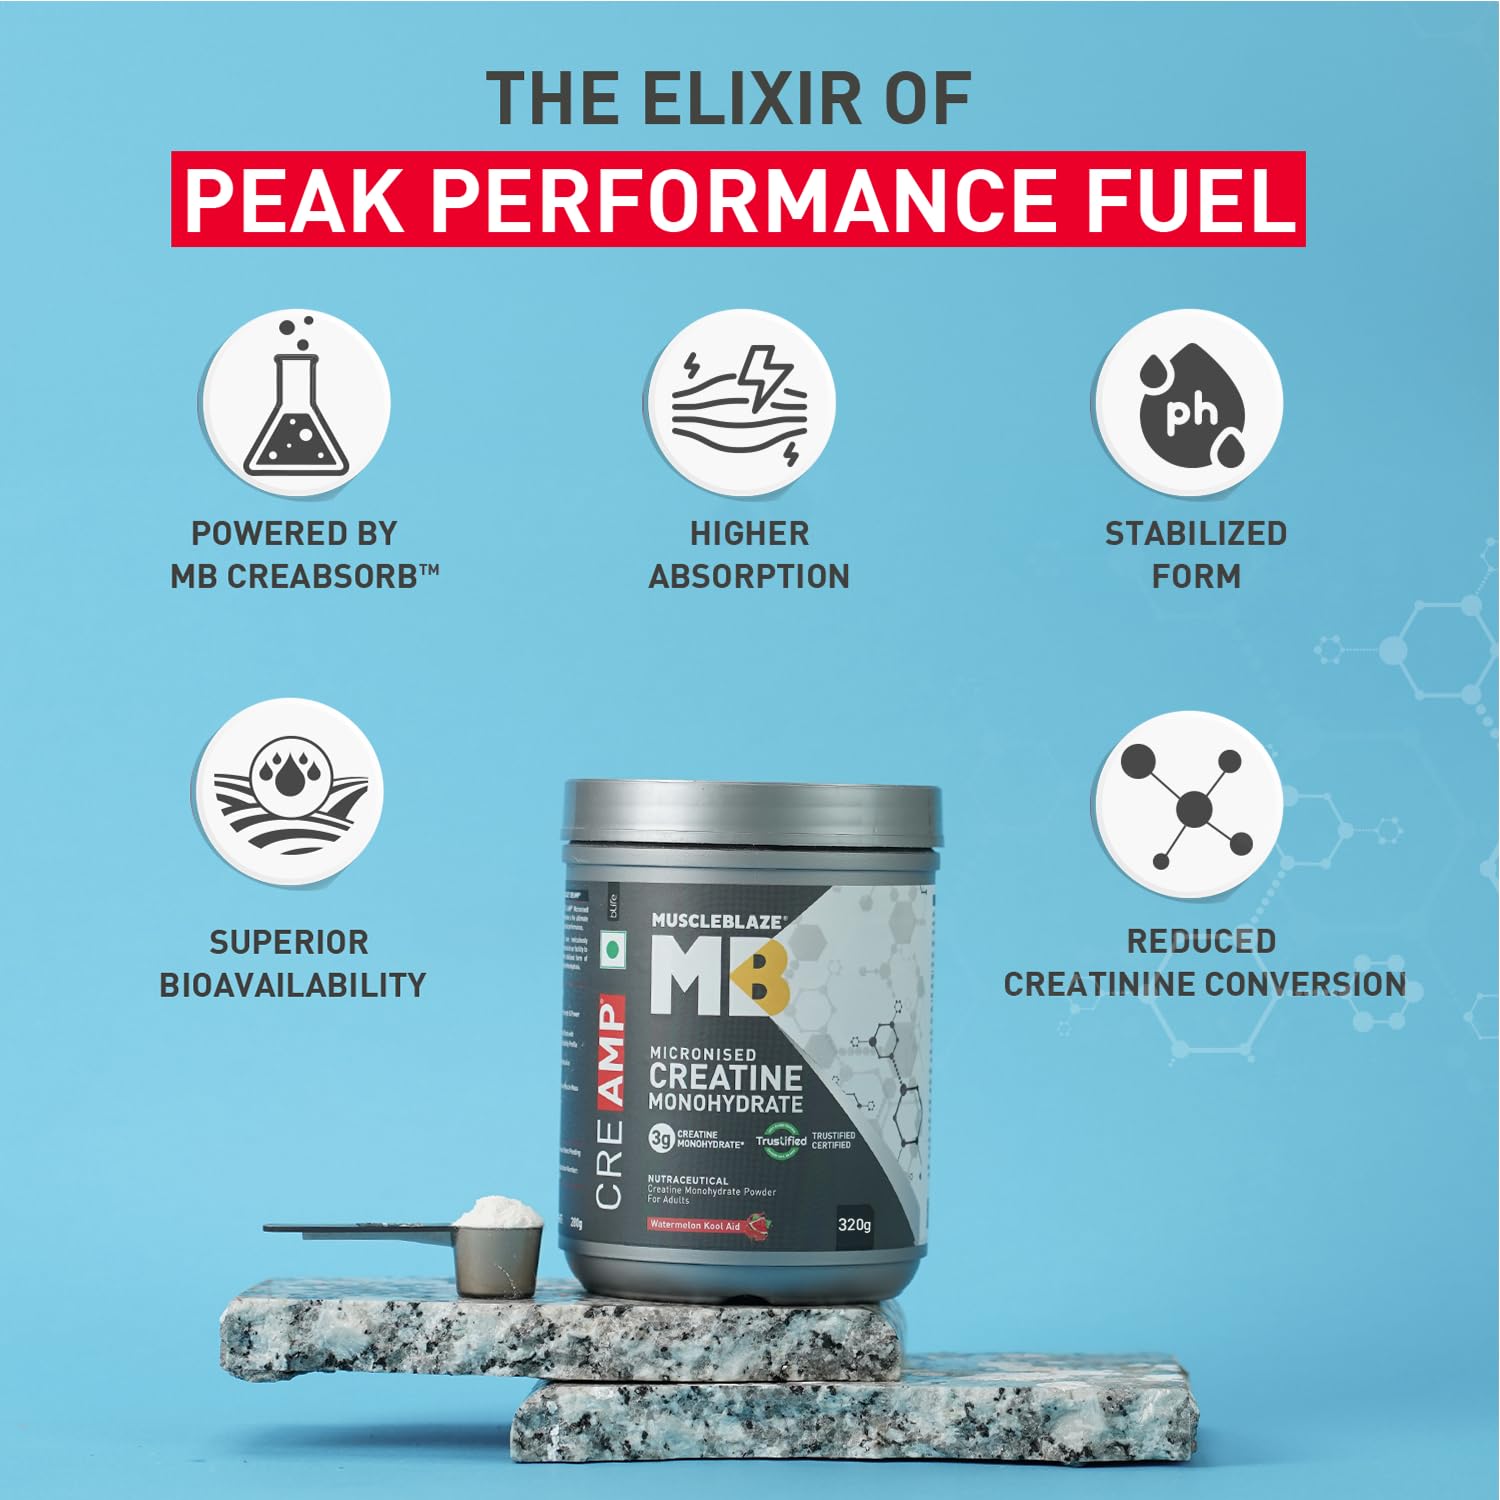 THE ELIXIR OF
PEAK PERFORMANCE FUEL
ph
POWERED BY
MB CREABSORB™
HIGHER
ABSORPTION
STABILIZED
FORM
SUPERIOR
BIOAVAILABILITY
REDUCED
CREATININE CONVERSION
bLife
MUSCLEBLAZE®
MB
CRE AMP
MICRONISED
CREATINE
MONOHYDRATE
3g CREATINE
MONOHYDRATE*
Trustified
TRUSTIFIED
CERTIFIED
NUTRACEUTICAL
Creatine Monohydrate Powder
For Adults
Watermelon Kool Aid
320g